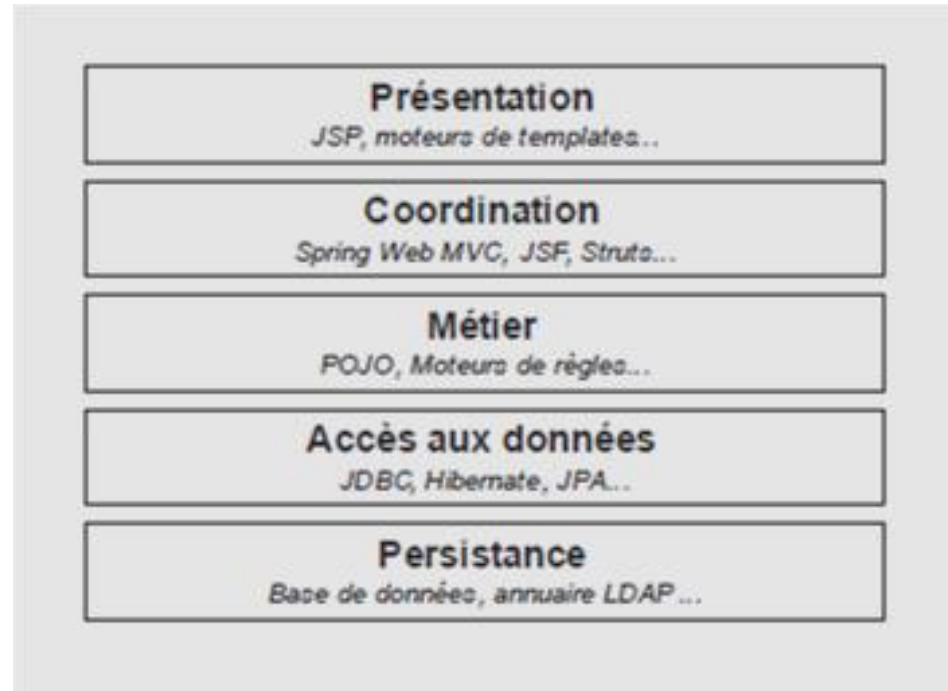 Présentation
JSP, moteurs de templates...
Coordination
Spring Web MVC, JSF, Struts...
Métier
POJO, Moteurs de règles...
Accès aux données
JDBC, Hibernate, JPA...
Persistance
Base de données, annuaire LDAP ...